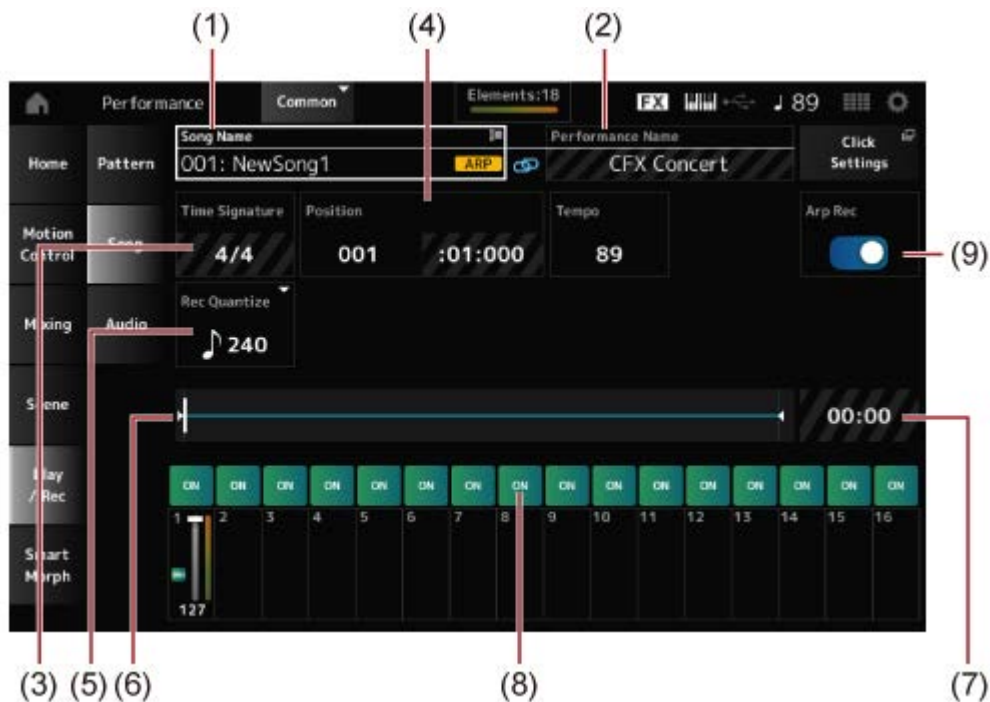 (1) (4) (2)
Performance Common Elements:18 FX 89
Song Name Performance Name Click Settings
Home Pattern 001: NewSong1 ARP CFX Concert
Motion Control Song Time Signature Position Tempo Arp Rec
4/4 001 :01:000 89 (9)
Rec Quantize
Mixing Audio 240
Scene 00:00
Play / Rec ON ON ON ON ON ON ON ON ON ON ON ON ON ON ON ON
1 2 3 4 5 6 7 8 9 10 11 12 13 14 15 16
Smart Morph
127
(3) (5) (6) (8) (7)